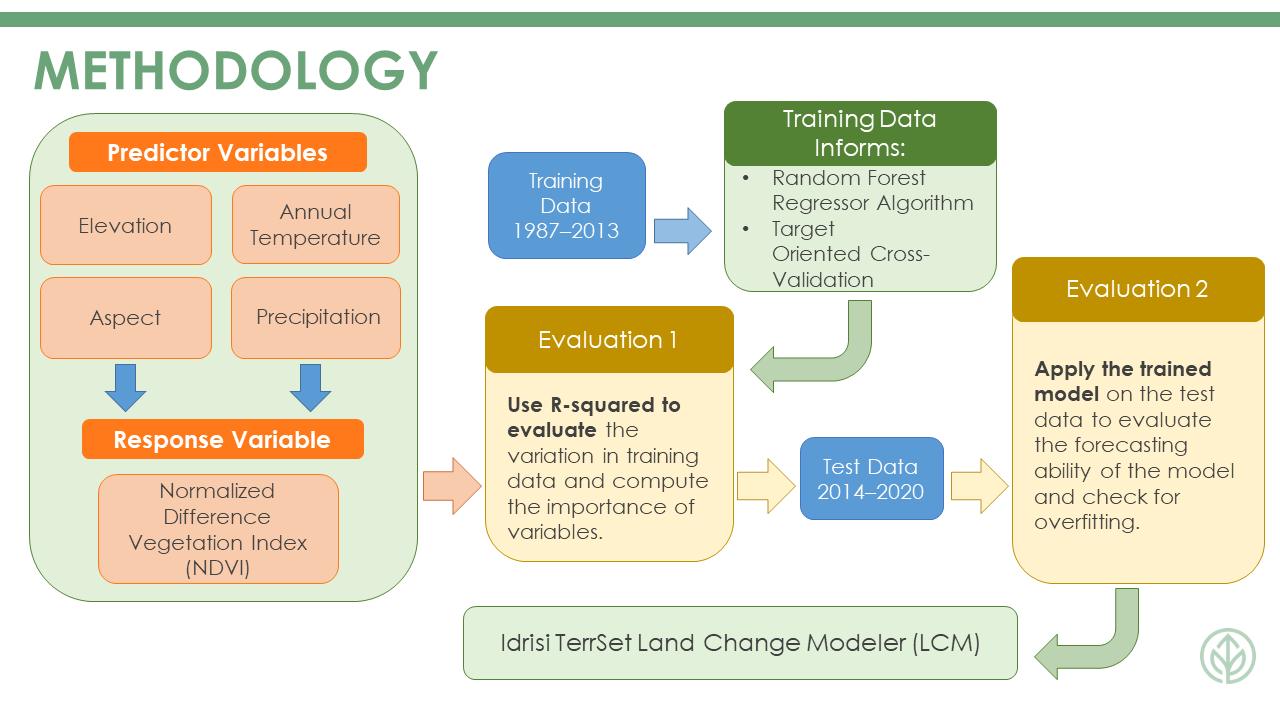 METHODOLOGY
Predictor Variables
Elevation
Annual
Temperature
Aspect
Precipitation
Response Variable
Normalized
Difference
Vegetation Index
(NDVI)
Training
Data
1987–2013
Training Data
Informs:
• Random Forest
Regressor Algorithm
• Target
Oriented Cross-
Validation
Evaluation 1
Use R-squared to
evaluate the
variation in training
data and compute
the importance of
variables.
Test Data
2014–2020
Evaluation 2
Apply the trained
model on the test
data to evaluate
the forecasting
ability of the model
and check for
overfitting.
Idrisi TerrSet Land Change Modeler (LCM)